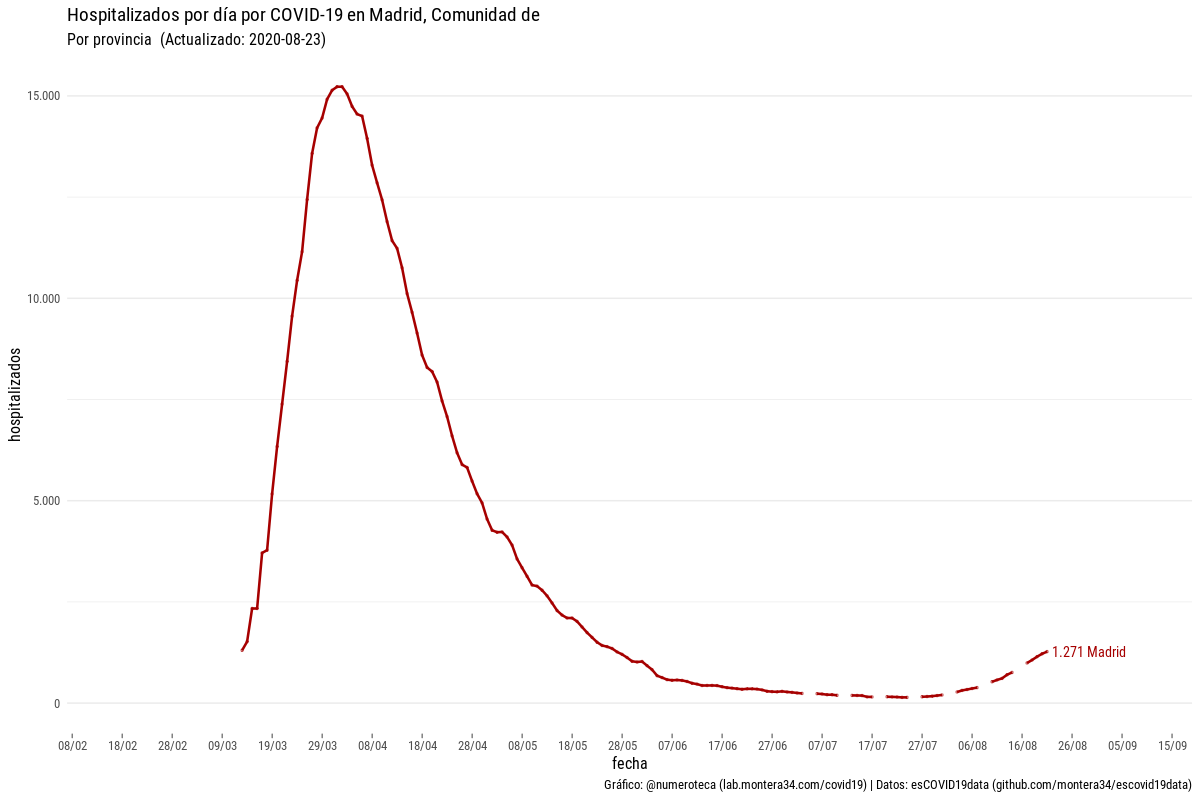 Hospitalizados por día por COVID-19 en Madrid, Comunidad de
Por provincia  (Actualizado: 2020-08-23)
hospitalizados
15.000
10.000
5.000
0
1.271 Madrid
08/02 18/02 28/02 09/03 19/03 29/03 08/04 18/04 28/04 08/05 18/05 28/05 07/06 17/06 27/06 07/07 17/07 27/07 06/08 16/08 26/08 05/09 15/09
fecha
Gráfico: @numeroteca (lab.montera34.com/covid19) | Datos: esCOVID19data (github.com/montera34/escovid19data)